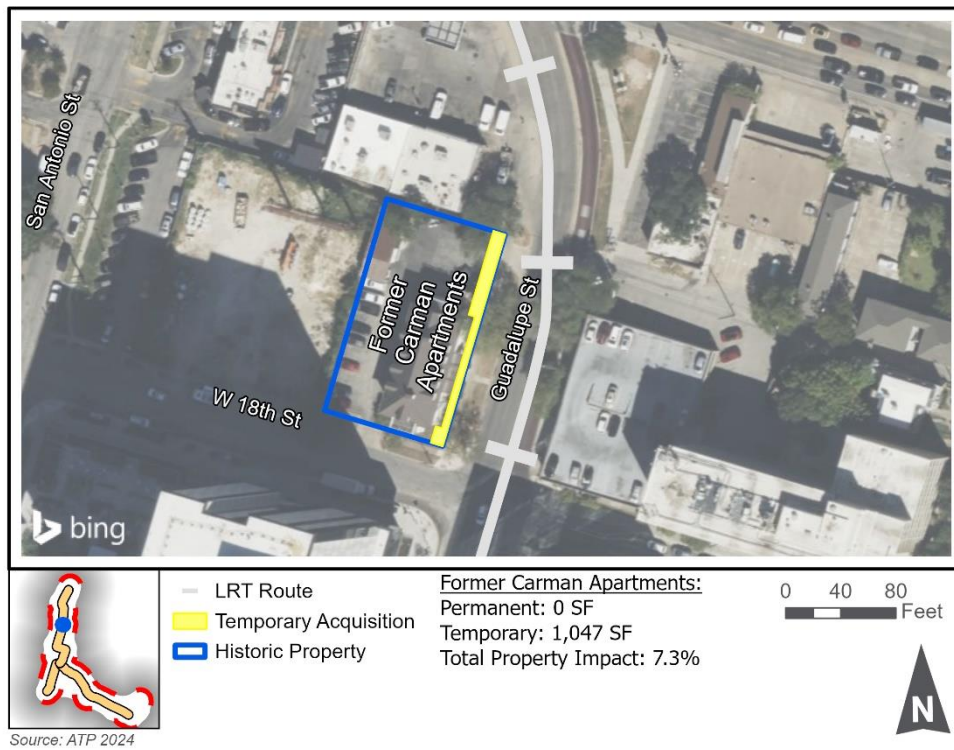 San Antonio St
W 18th St
Former
Carman
Apartments
Guadalupe St
bing
LRT Route
Temporary Acquisition
Historic Property
Former Carman Apartments:
Permanent: 0 SF
Temporary: 1,047 SF
Total Property Impact: 7.3%
0 40 80
Feet
N
Source: ATP 2024